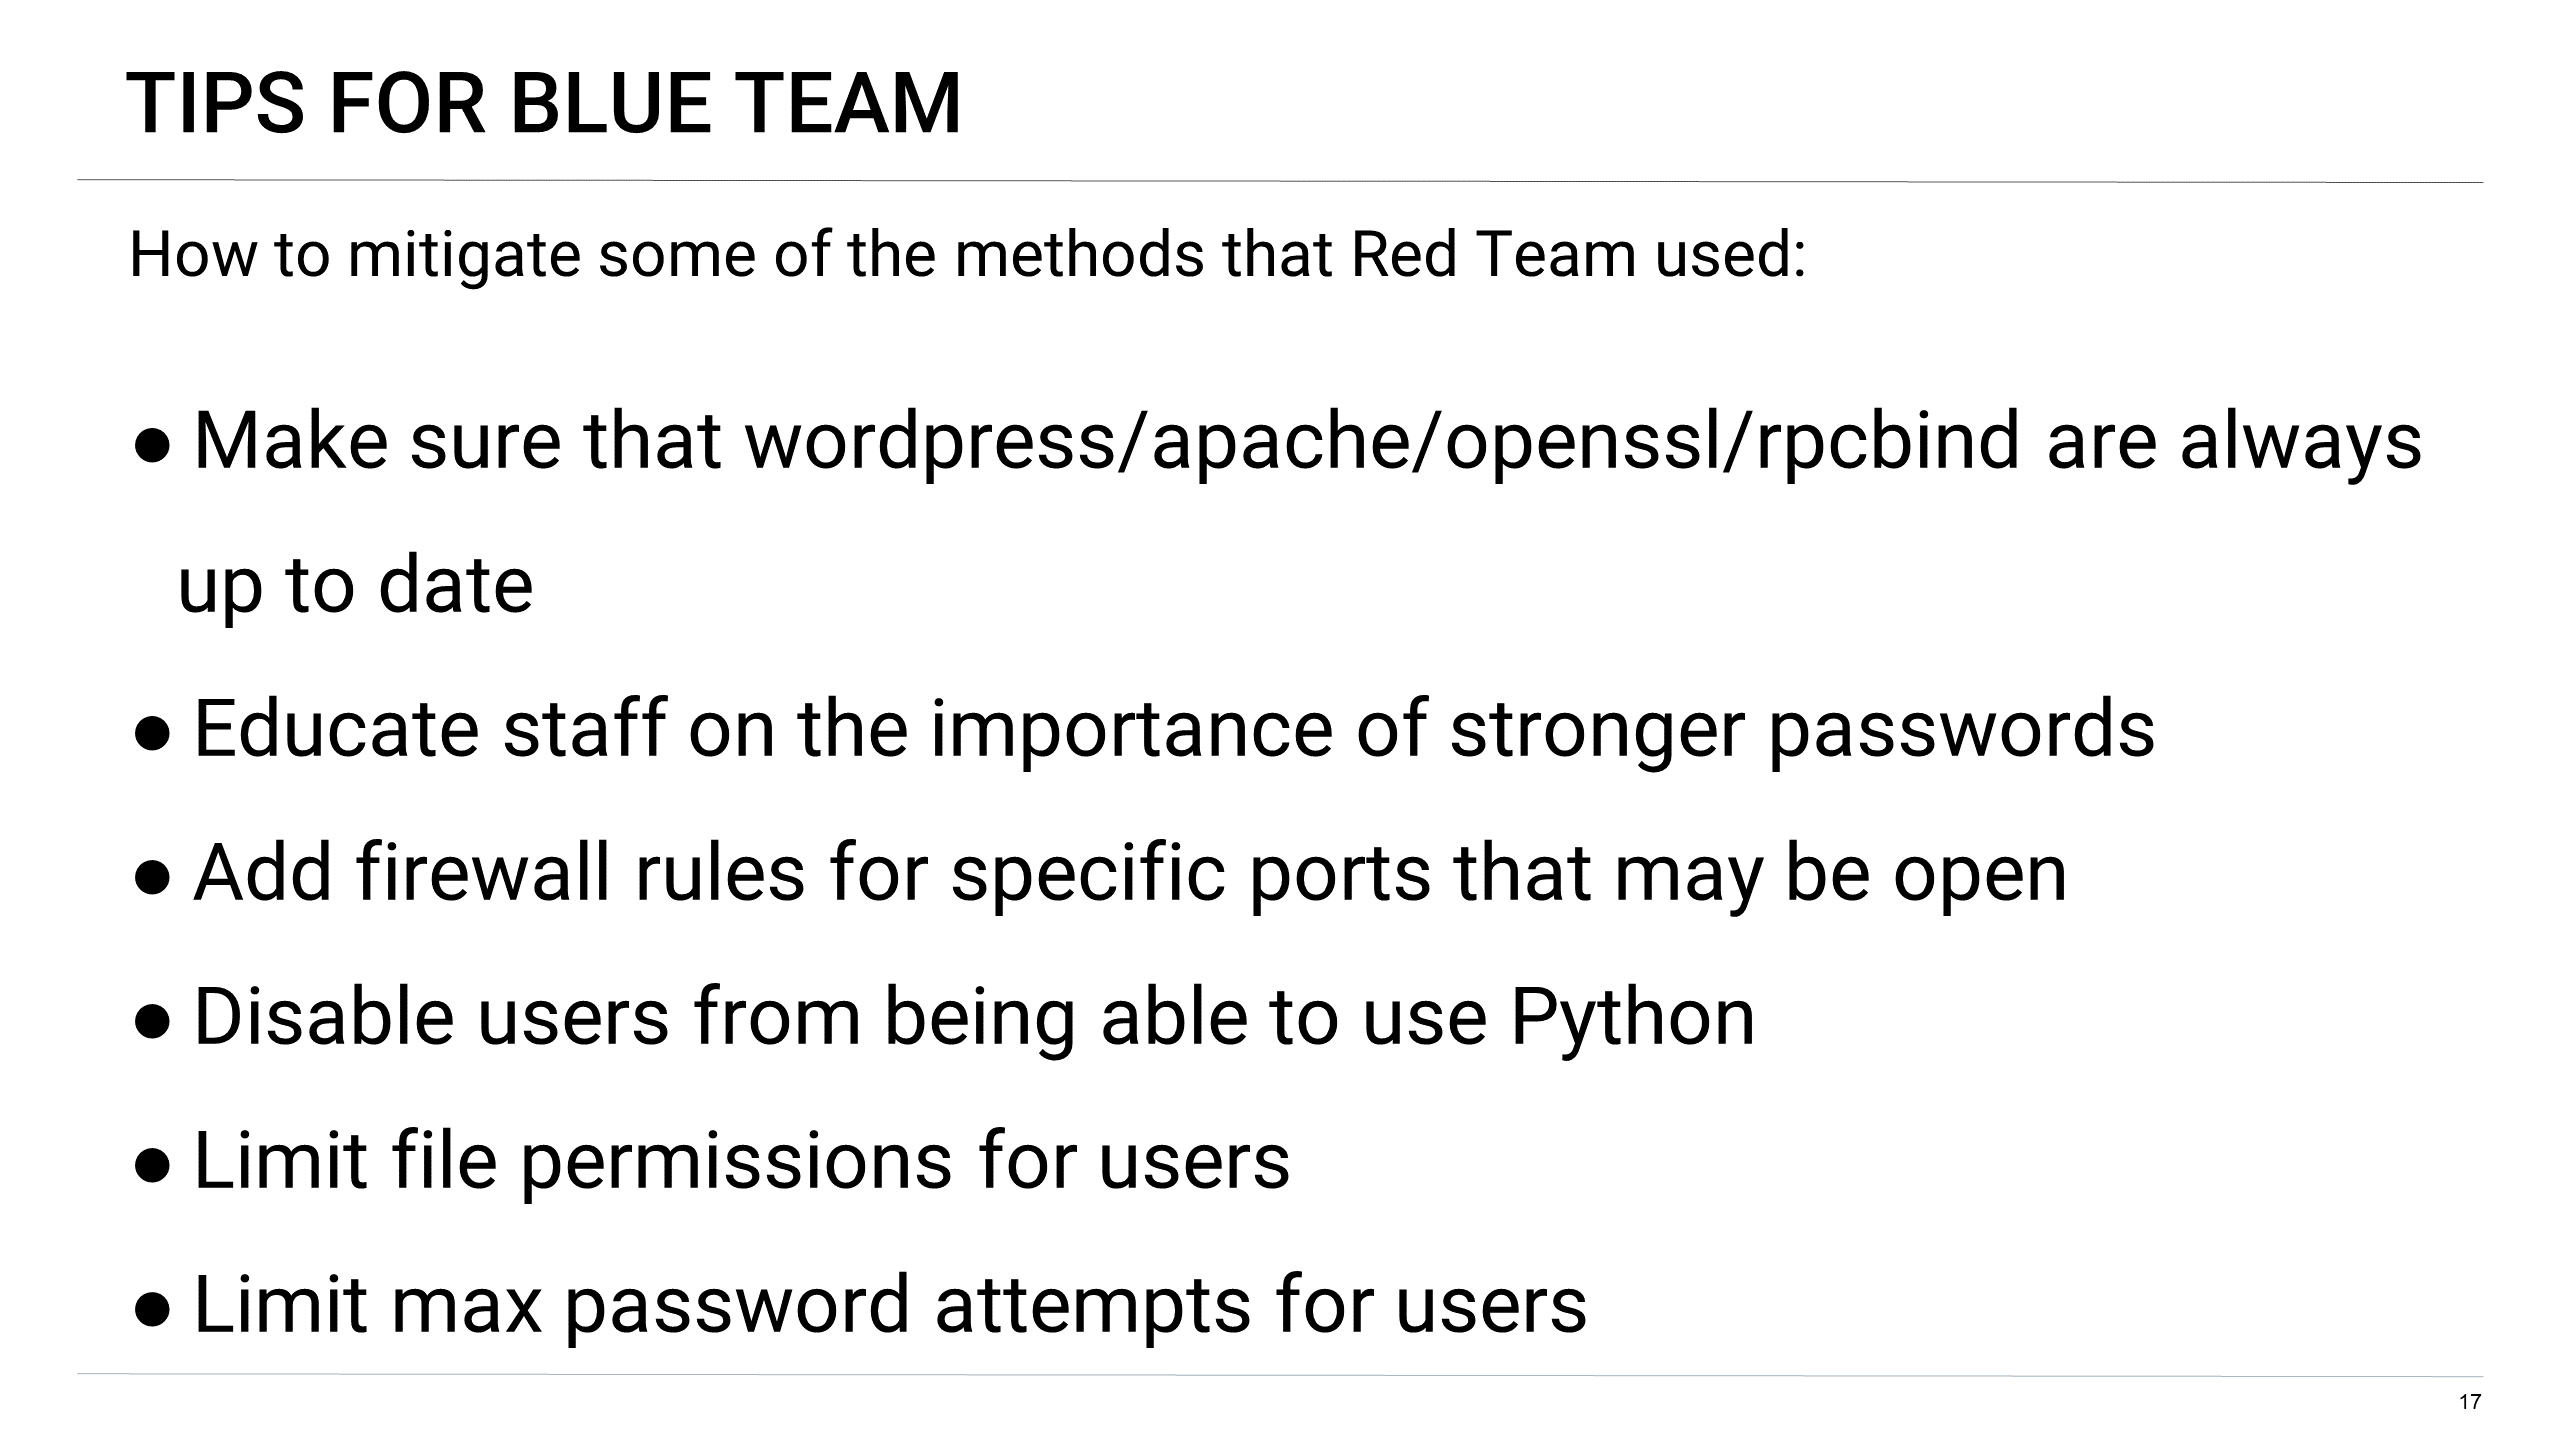 TIPS FOR BLUE TEAM
How to mitigate some of the methods that Red Team used:
● Make sure that wordpress/apache/openssl/rpcbind are always
up to date
● Educate staff on the importance of stronger passwords
● Add firewall rules for specific ports that may be open
● Disable users from being able to use Python
● Limit file permissions for users
● Limit max password attempts for users
17